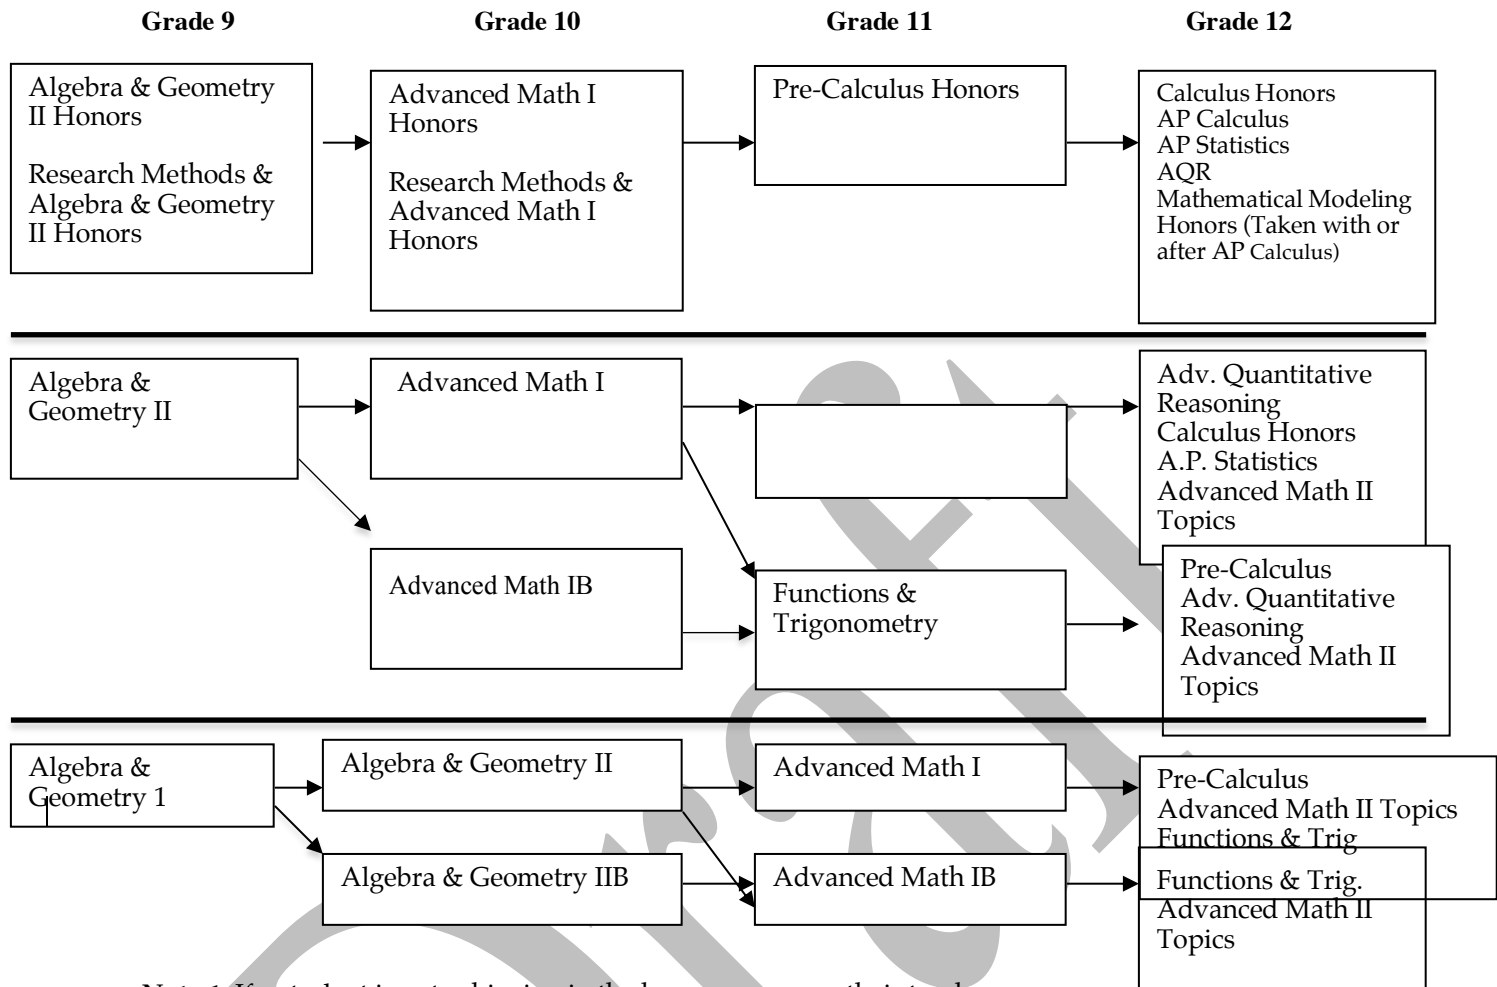 Grade 9 Grade 10 Grade 11 Grade 12
Algebra & Geometry
II Honors
Research Methods &
Algebra & Geometry
II Honors
Advanced Math I
Honors
Research Methods &
Advanced Math I
Honors
Pre-Calculus Honors
Calculus Honors
AP Calculus
AP Statistics
AQR
Mathematical Modeling
Honors (Taken with or
after AP Calculus)
Algebra &
Geometry II
Advanced Math I
Advanced Math IB
Functions &
Trigonometry
Adv. Quantitative
Reasoning
Calculus Honors
A.P. Statistics
Advanced Math II
Topics
Pre-Calculus
Adv. Quantitative
Reasoning
Advanced Math II
Topics
Algebra &
Geometry 1
Algebra & Geometry II
Algebra & Geometry IIB
Advanced Math I
Advanced Math IB
Pre-Calculus
Advanced Math II Topics
Functions & Trig
Functions & Trig.
Advanced Math II
Topics
Draft